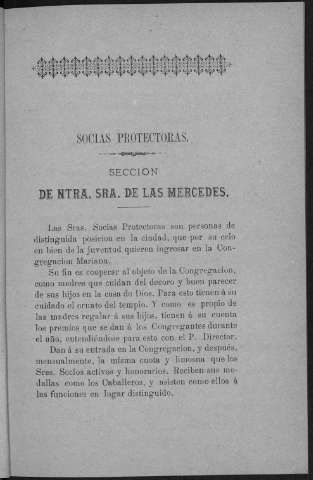 SOCIAS PROTECTORAS.
SECCION
DE NTRA. SRA. DE LAS MERCEDES.
Las Sras. Socias Protectoras son personas de
distinguida posicion en la ciudad, que por su celo
en bien de la juventud quieren ingresar en la Con-
gregacion Mariana.
Su fin es cooperar al objeto de la Congregacion,
como madres que cuidan del decoro y buen parecer
de sus hijos en la casa de Dios. Para esto tienen á su
cuidado el ornato del templo. Y como es propio de
las madres regalar á sus hijos, tienen á su cuenta
los premios que se dan á los Congregantes durante
el año, entendiéndose para esto con el P. Director.
Dan á su entrada en la Congregacion, y despues,
mensualmente, la misma cuota y limosna que los
Sres. Socios activos y honorarios. Reciben sus me-
dallas como los Caballeros, y asisten como ellos á
las funciones en lugar distinguido.